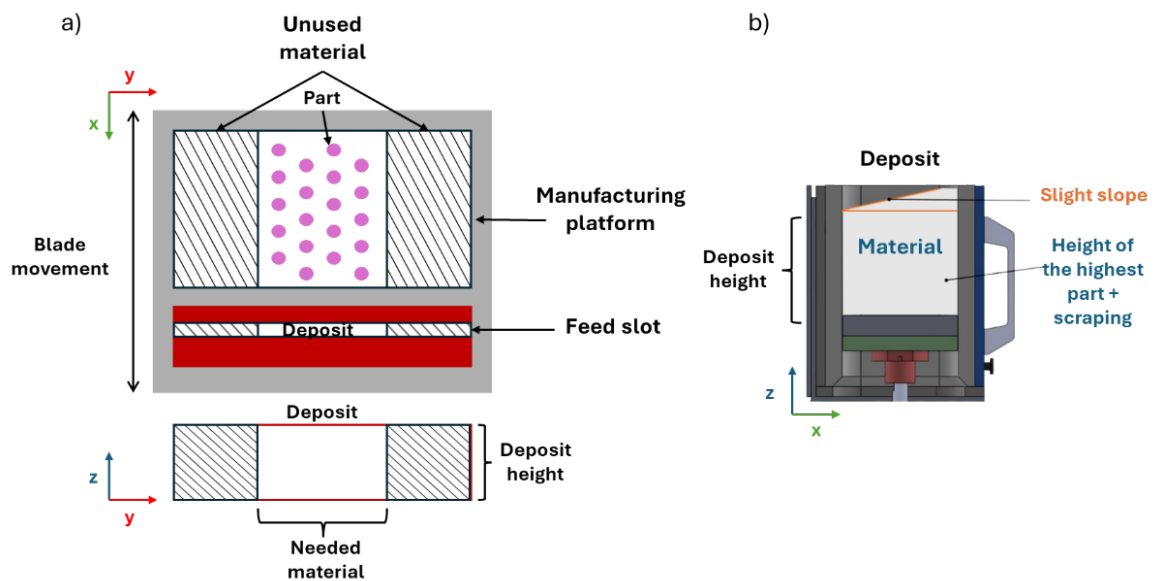 a)
Unused
material
Part
y
x
Blade
movement
Manufacturing
platform
Deposit
Feed slot
Deposit
Deposit
height
z
y
Needed
material
b)
Deposit
Slight slope
Deposit
height
Material
Height of
the highest
part +
scraping
z
x